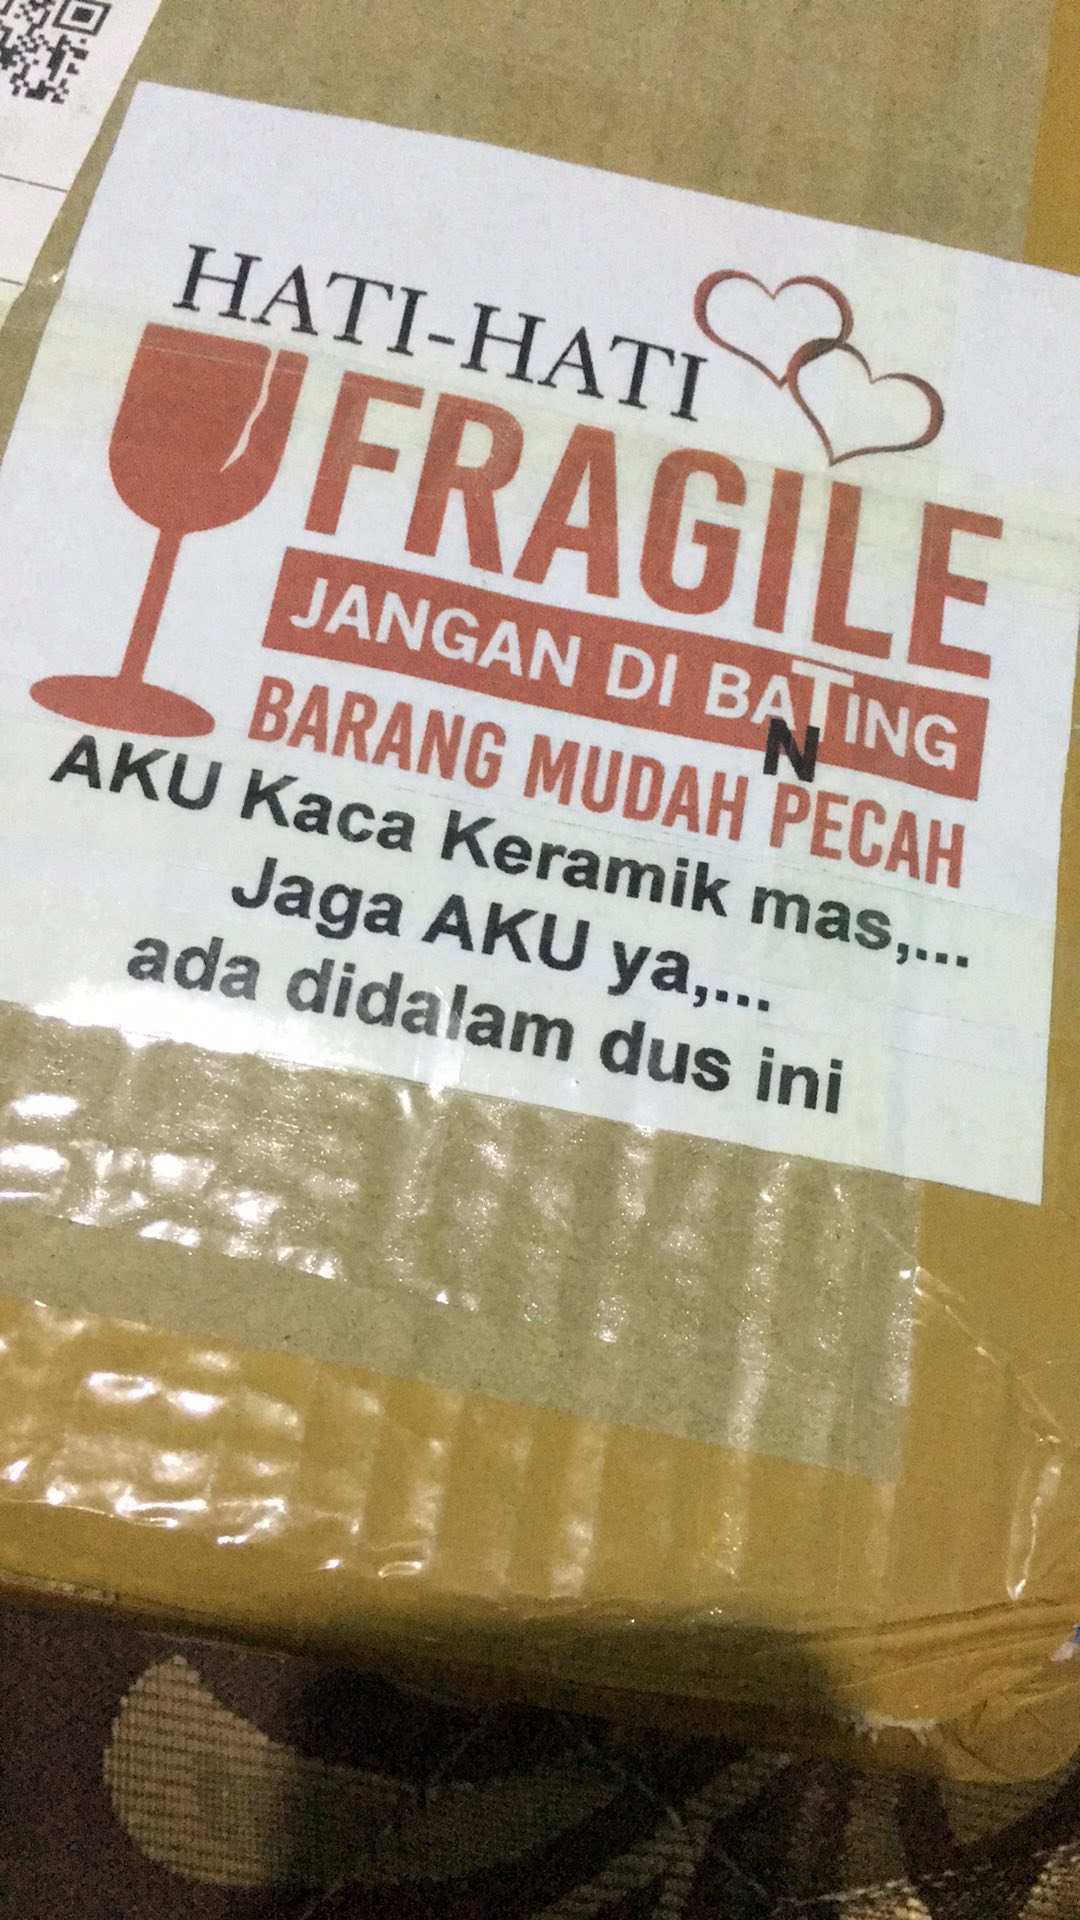 HATI-HATI
FRAGILE
JANGAN DI BATING
N
BARANG MUDAH PECAH
AKU Kaca Keramik mas,...
Jaga AKU ya,...
ada didalam dus ini